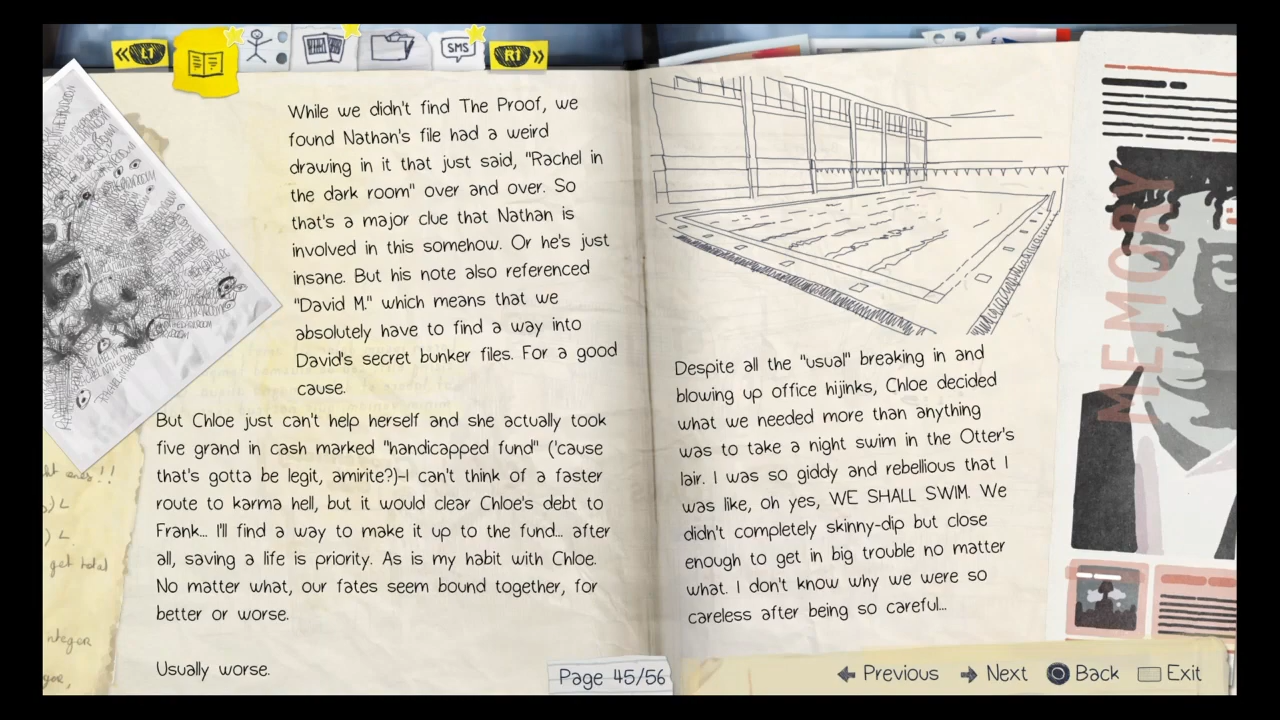 L1
SMS
R1
While we didn't find The Proof, we
found Nathan's file had a weird
drawing in it that just said, "Rachel in
the dark room" over and over. So
that's a major clue that Nathan is
involved in this somehow. Or he's just
insane. But his note also referenced
"David M." which means that we
absolutely have to find a way into
David's secret bunker files. For a good
cause.
But Chloe just can't help herself and she actually took
five grand in cash marked "handicapped fund" ('cause
that's gotta be legit, amirite?)-I can't think of a faster
route to karma hell, but it would clear Chloe's debt to
Frank... I'll find a way to make it up to the fund... after
all, saving a life is priority. As is my habit with Chloe.
No matter what, our fates seem bound together, for
better or worse.
Usually worse.
Despite all the "usual" breaking in and
blowing up office hijinks, Chloe decided
what we needed more than anything
was to take a night swim in the Otter's
lair. I was so giddy and rebellious that I
was like, oh yes, WE SHALL SWIM. We
didn't completely skinny-dip but close
enough to get in big trouble no matter
what. I don't know why we were so
careless after being so careful...
MEMORY
get total
Page 45/56
Previous
Next
Back
Exit